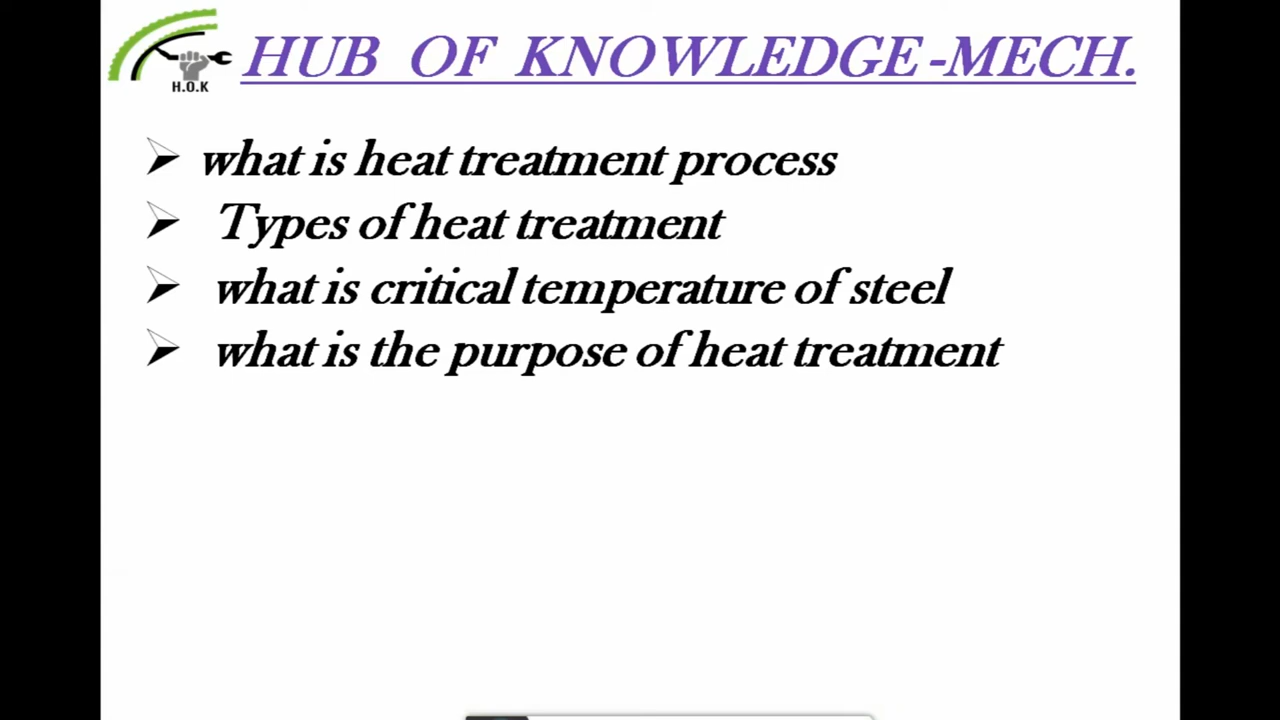 HUB OF KNOWLEDGE-MECH.
H.O.K
what is heat treatment process
Types of heat treatment
what is critical temperature of steel
what is the purpose of heat treatment